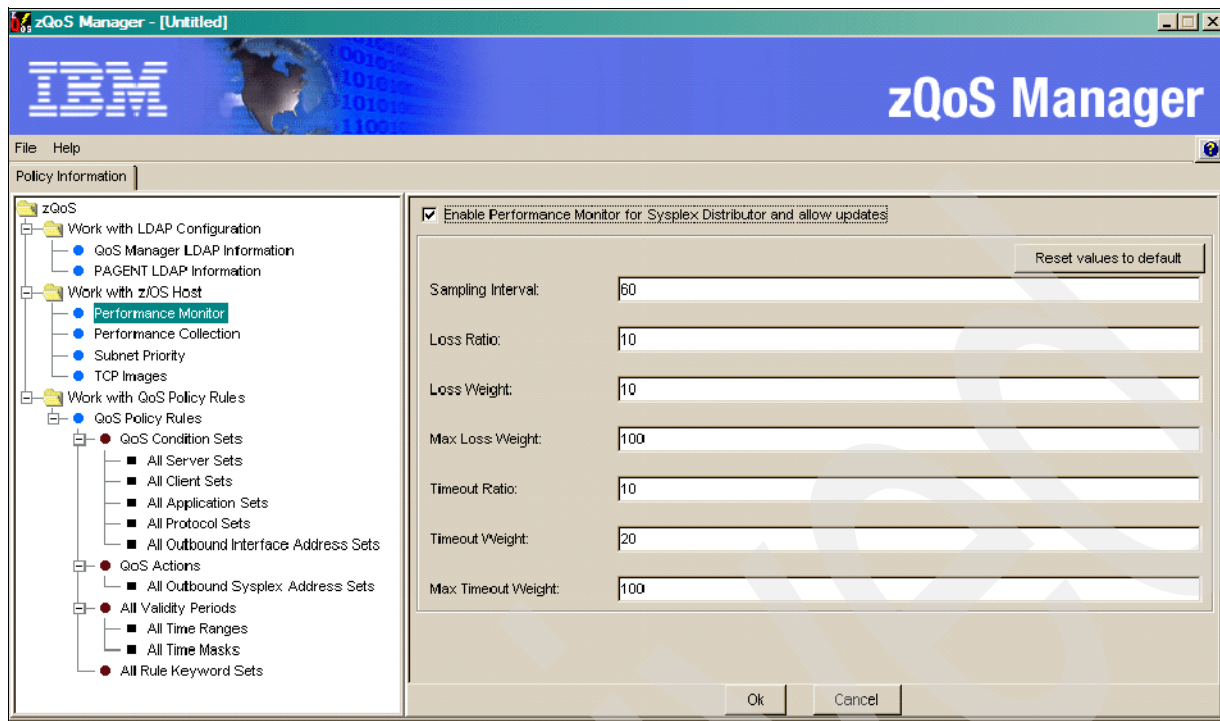 zQoS Manager - [Untitled]
IBM
zQoS Manager
File Help
Policy Information
zQoS
Work with LDAP Configuration
QoS Manager LDAP Information
PAGENT LDAP Information
Work with z/OS Host
Performance Monitor
Performance Collection
Subnet Priority
TCP Images
Work with QoS Policy Rules
QoS Policy Rules
QoS Condition Sets
All Server Sets
All Client Sets
All Application Sets
All Protocol Sets
All Outbound Interface Address Sets
QoS Actions
All Outbound Sysplex Address Sets
All Validity Periods
All Time Ranges
All Time Masks
All Rule Keyword Sets
Enable Performance Monitor for Sysplex Distributor and allow updates
Reset values to default
Sampling Interval: 60
Loss Ratio: 10
Loss Weight: 10
Max Loss Weight: 100
Timeout Ratio: 10
Timeout Weight: 20
Max Timeout Weight: 100
Ok Cancel